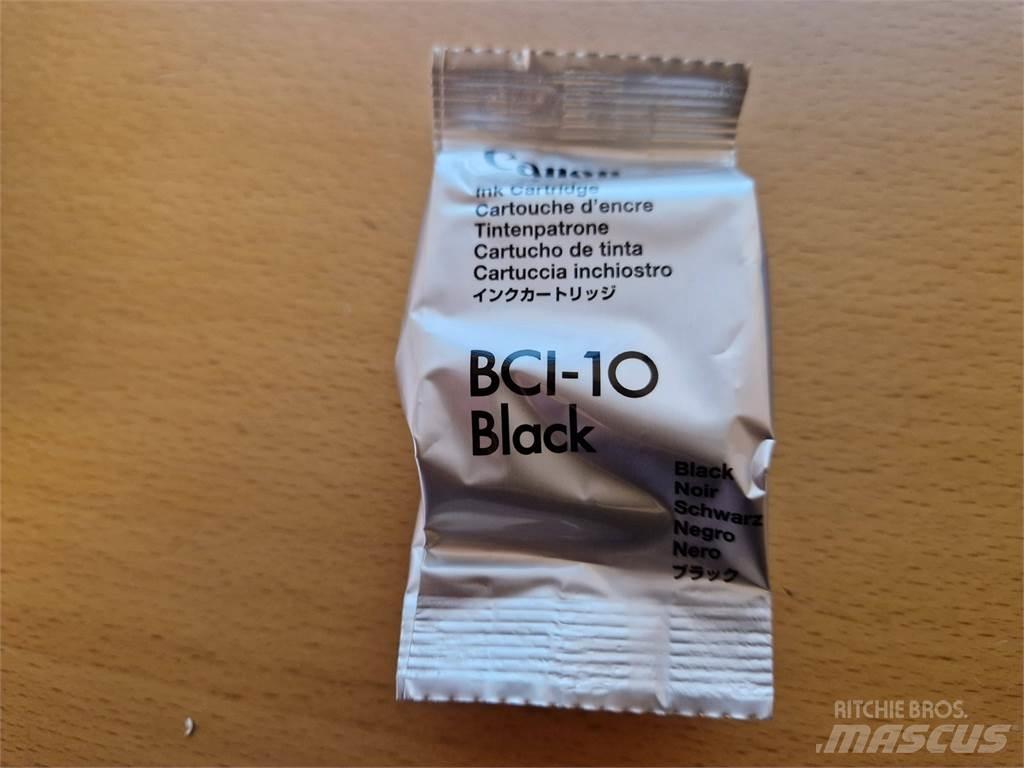 Canon
Ink Cartridge
Cartouche d'encre
Tintenpatrone
Cartucho de tinta
Cartuccia inchiostro
インクカートリッジ
BCI-10
Black
Black
Noir
Schwarz
Negro
Nero
ブラック
RITCHIE BROS.
MASCUS